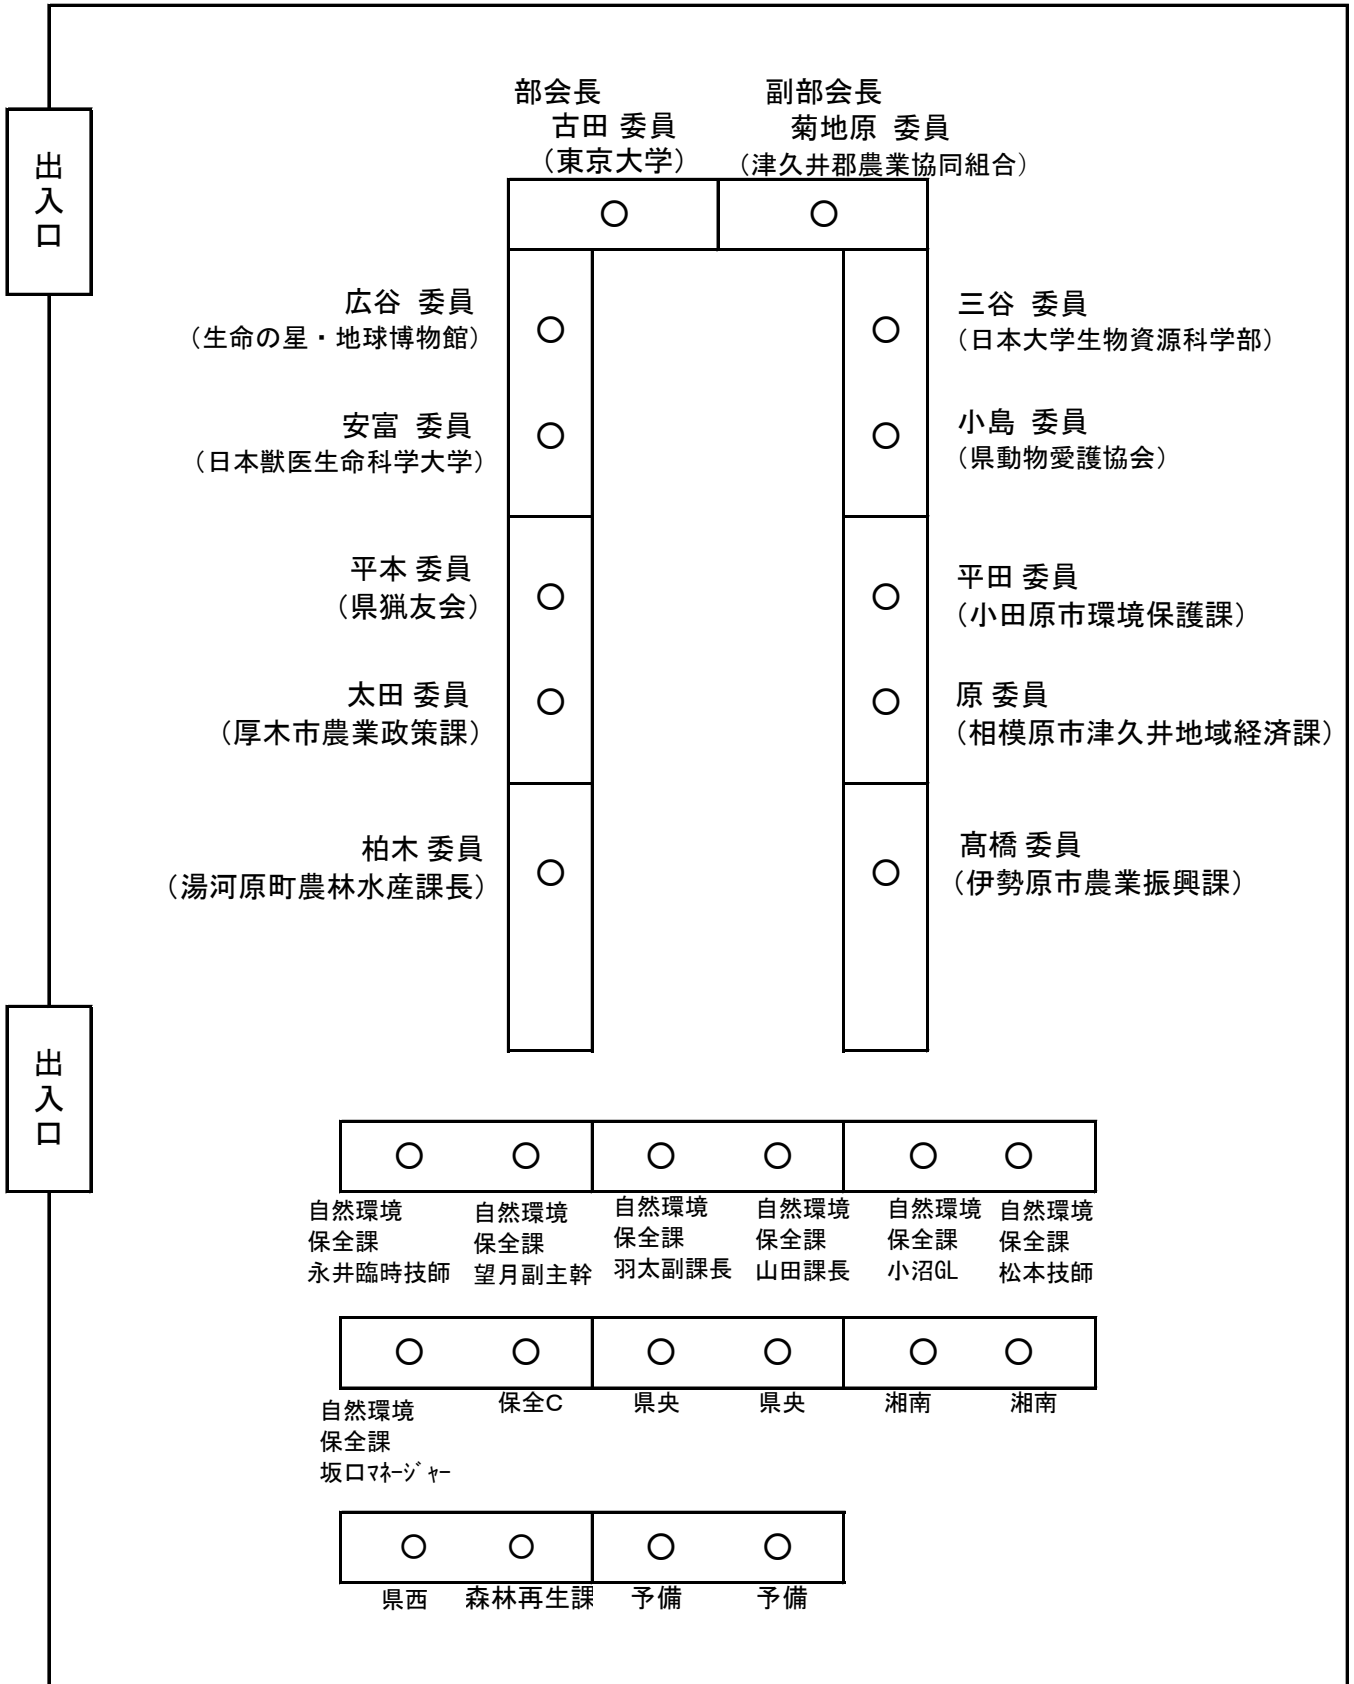 部会長
古田 委員
（東京大学）
副部会長
菊地原 委員
（津久井郡農業協同組合）
出入口
広谷 委員
（生命の星・地球博物館）
三谷 委員
（日本大学生物資源科学部）
安富 委員
（日本獣医生命科学大学）
小島 委員
（県動物愛護協会）
平本 委員
（県猟友会）
平田 委員
（小田原市環境保護課）
太田 委員
（厚木市農業政策課）
原 委員
（相模原市津久井地域経済課）
柏木 委員
（湯河原町農林水産課長）
髙橋 委員
（伊勢原市農業振興課）
出入口
自然環境
保全課
永井臨時技師
自然環境
保全課
望月副主幹
自然環境
保全課
羽太副課長
自然環境
保全課
山田課長
自然環境
保全課
小沼GL
自然環境
保全課
松本技師
自然環境
保全課
坂口ﾏﾈｰｼﾞｬｰ
保全C
県央
県央
湘南
湘南
県西
森林再生課
予備
予備